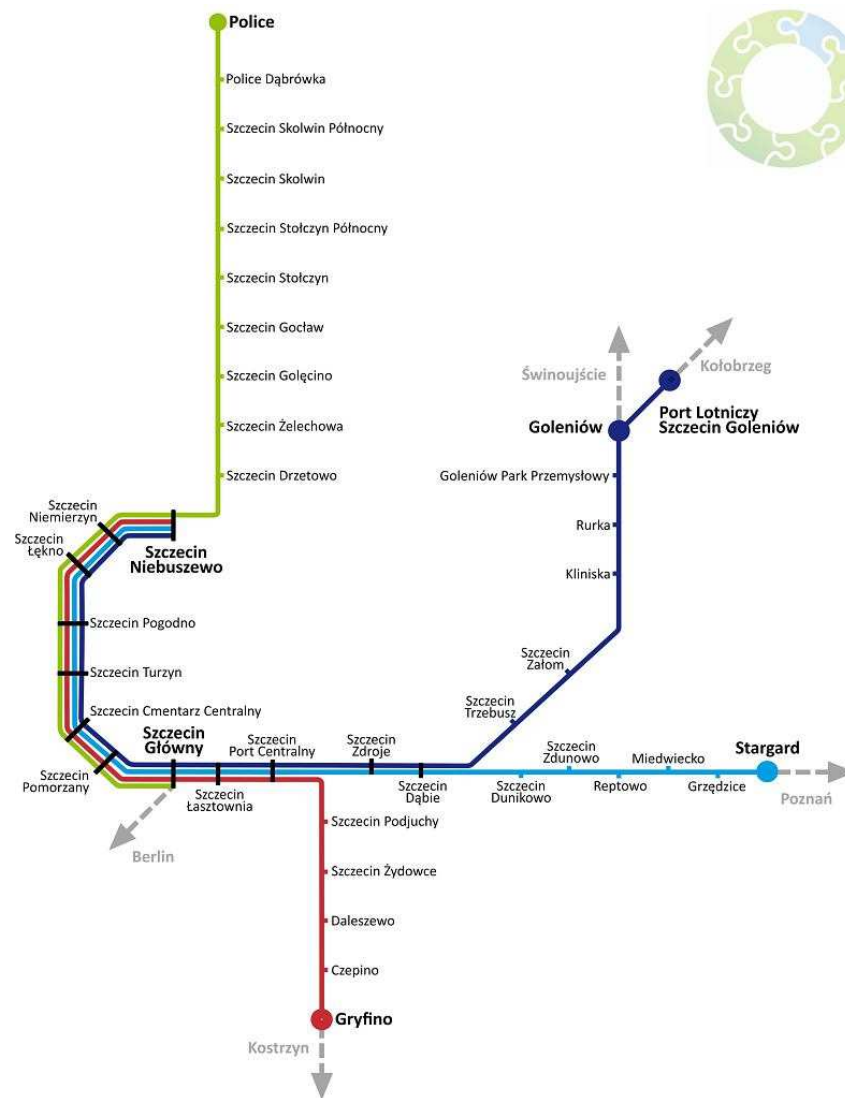 Police
Police Dąbrówka
Szczecin Skolwin Północny
Szczecin Skolwin
Szczecin Stołczyn Północny
Szczecin Stołczyn
Szczecin Gocław
Szczecin Golęcino
Szczecin Żelechowa
Szczecin Drzetowo
Świnoujście
Kołobrzeg
Port Lotniczy
Szczecin Goleniów
Goleniów
Goleniów Park Przemysłowy
Rurka
Kliniska
Szczecin
Załom
Szczecin
Trzebusz
Szczecin
Niemierzyn
Szczecin
Łękno
Szczecin
Niebuszewo
Szczecin Pogodno
Szczecin Turzyn
Szczecin Cmentarz Centralny
Szczecin
Pomorzany
Szczecin
Główny
Szczecin
Łasztownia
Szczecin
Port Centralny
Szczecin
Zdroje
Szczecin
Dąbie
Szczecin
Dunikowo
Szczecin
Zdunowo
Reptowo
Miedwiecko
Grzędzice
Stargard
Poznań
Berlin
Szczecin Podjuchy
Szczecin Żydowce
Daleszewo
Czepino
Gryfino
Kostrzyn